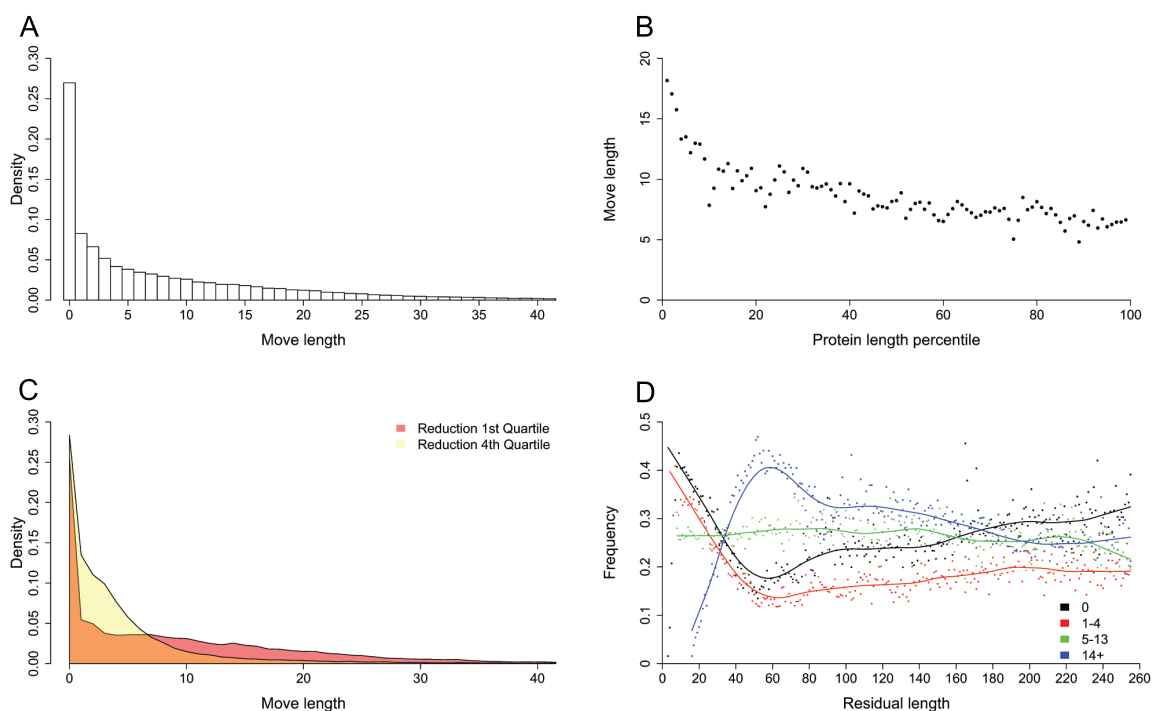 A
0.30
0.25
0.20
0.15
0.10
0.05
0.00
Density
0 5 10 15 20 25 30 35 40
Move length
B
20
15
10
5
0
Move length
0 20 40 60 80 100
Protein length percentile
C
0.30
0.25
0.20
0.15
0.10
0.05
0.00
Density
Reduction 1st Quartile
Reduction 4th Quartile
0 10 20 30 40
Move length
D
0.5
0.4
0.3
0.2
0.1
0
Frequency
0
1-4
5-13
14+
0 20 40 60 80 100 120 140 160 180 200 220 240 260
Residual length